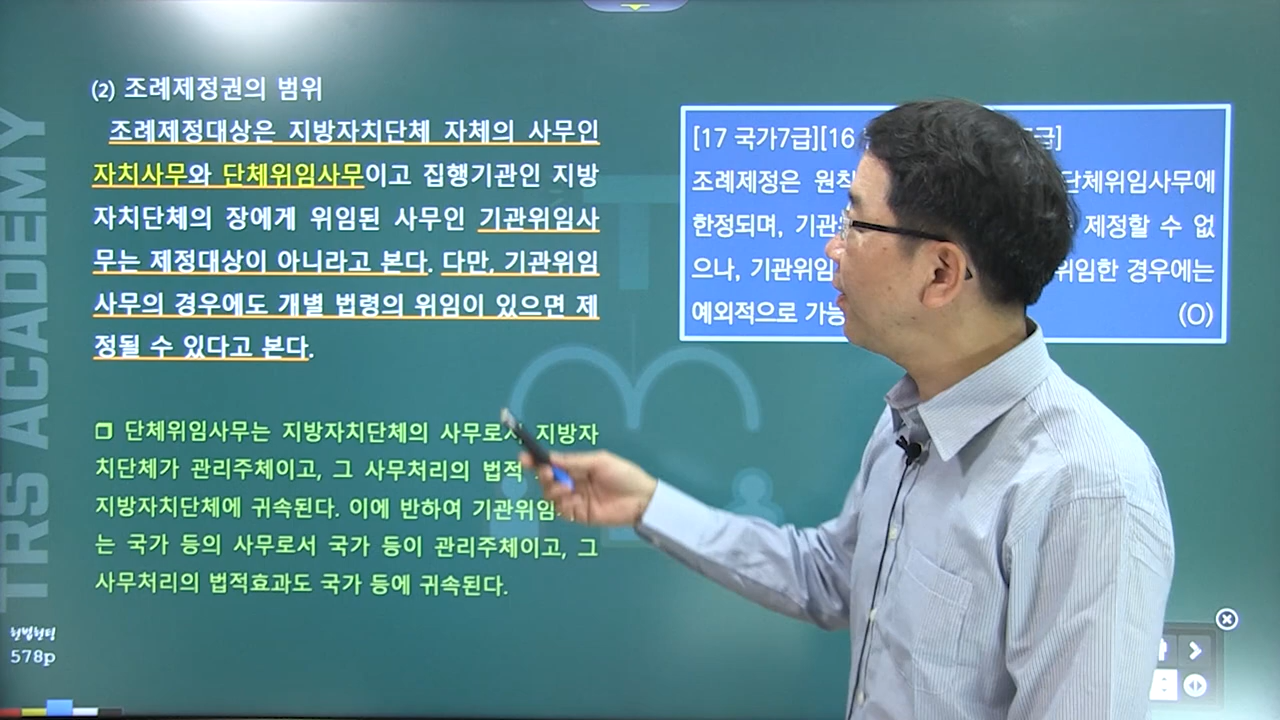 (2) 조례제정권의 범위
조례제정대상은 지방자치단체 자체의 사무인
자치사무와 단체위임사무이고 집행기관인 지방
자치단체의 장에게 위임된 사무인 기관위임사
무는 제정대상이 아니라고 본다. 다만, 기관위임
사무의 경우에도 개별 법령의 위임이 있으면 제
정될 수 있다고 본다.
❒ 단체위임사무는 지방자치단체의 사무로서 지방자
치단체가 관리주체이고, 그 사무처리의 법적
지방자치단체에 귀속된다. 이에 반하여 기관위임
는 국가 등의 사무로서 국가 등이 관리주체이고, 그
사무처리의 법적효과도 국가 등에 귀속된다.
[17 국가7급][16 급]
조례제정은 원칙 단체위임사무에
한정되며, 기관 제정할 수 없
으나, 기관위임 위임한 경우에는
예외적으로 가능 (O)
TRS ACADEMY
헌법헌팅
578p